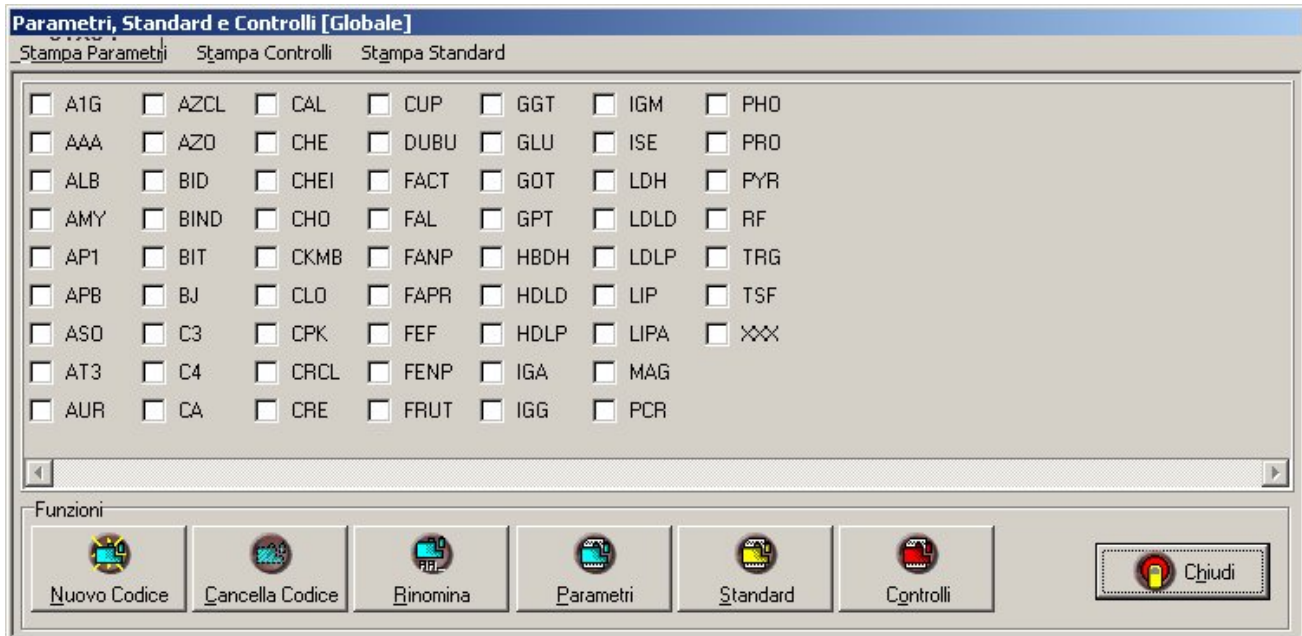 Parametri, Standard e Controlli [Globale]
Stampa Parametri Stampa Controlli Stampa Standard
A1G AZCL CAL CUP GGT IGM PHO
AAA AZO CHE DUBU GLU ISE PRO
ALB BID CHEI FACT GOT LDH PYR
AMY BIND CHO FAL GPT LDLD RF
AP1 BIT CKMB FANP HBDH LDLP TRG
APB BJ CLO FAPR HDLD LIP TSF
ASO C3 CPK FEF HDLP LIPA XXX
AT3 C4 CRCL FENP IGA MAG
AUR CA CRE FRUT IGG PCR
Funzioni
Nuovo Codice Cancella Codice Rinomina Parametri Standard Controlli Chiudi